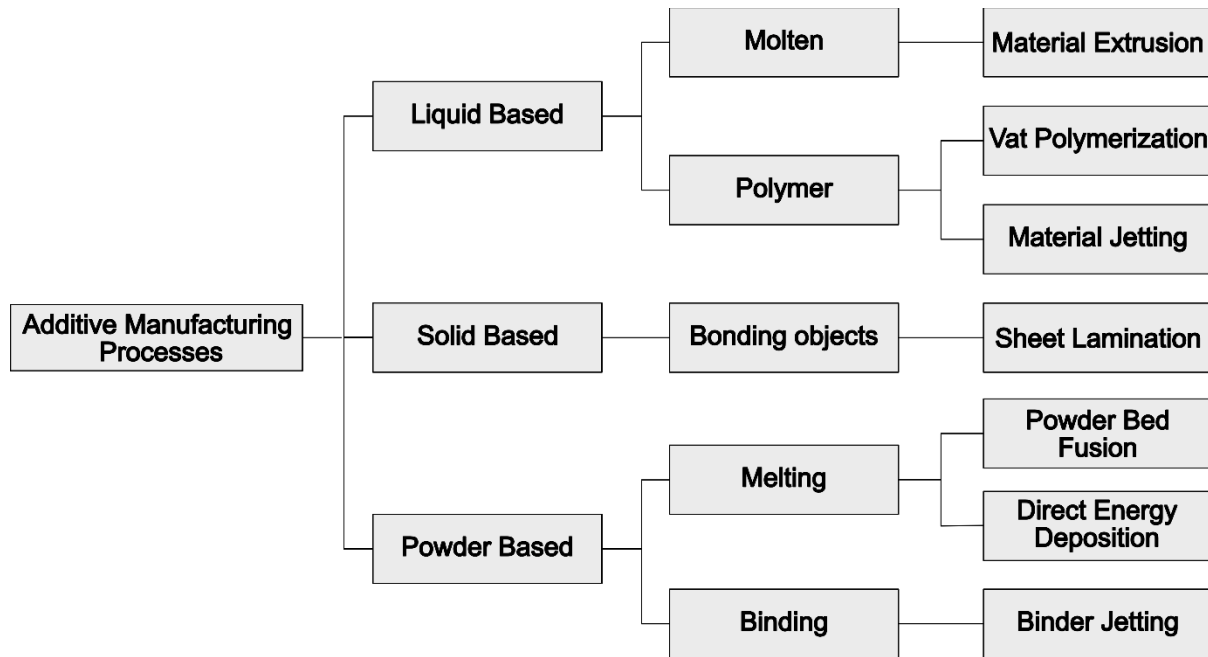 Additive Manufacturing
Processes
Liquid Based
Molten
Material Extrusion
Polymer
Vat Polymerization
Material Jetting
Solid Based
Bonding objects
Sheet Lamination
Powder Based
Melting
Powder Bed
Fusion
Direct Energy
Deposition
Binding
Binder Jetting